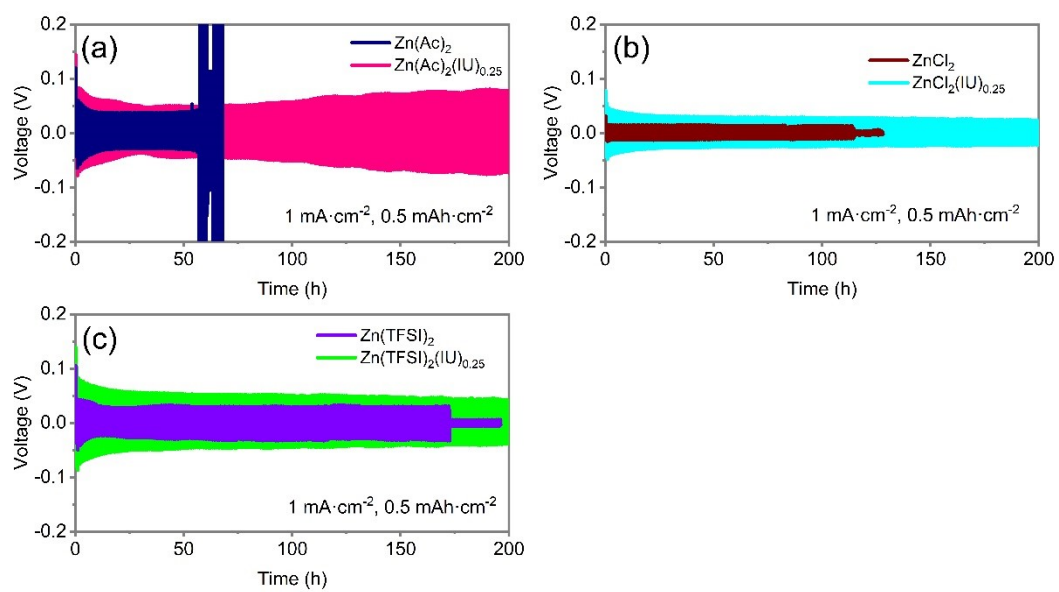 (a)
Zn(Ac)₂
Zn(Ac)₂(IU)₀.₂₅
Voltage (V)
0.2
0.1
0.0
-0.1
-0.2
1 mA·cm⁻², 0.5 mAh·cm⁻²
0 50 100 150 200
Time (h)
(b)
ZnCl₂
ZnCl₂(IU)₀.₂₅
Voltage (V)
0.2
0.1
0.0
-0.1
-0.2
1 mA·cm⁻², 0.5 mAh·cm⁻²
0 50 100 150 200
Time (h)
(c)
Zn(TFSI)₂
Zn(TFSI)₂(IU)₀.₂₅
Voltage (V)
0.2
0.1
0.0
-0.1
-0.2
1 mA·cm⁻², 0.5 mAh·cm⁻²
0 50 100 150 200
Time (h)